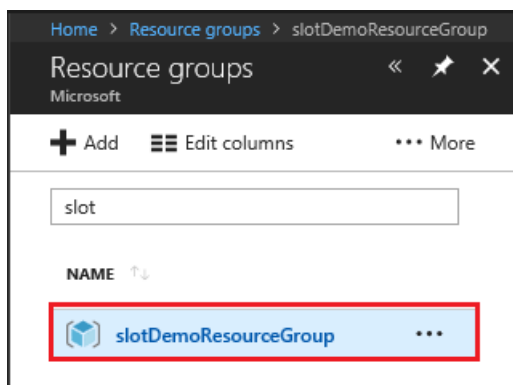 Home > Resource groups > slotDemoResourceGroup
Resource groups
Microsoft
Add Edit columns ••• More
slot
NAME
slotDemoResourceGroup •••